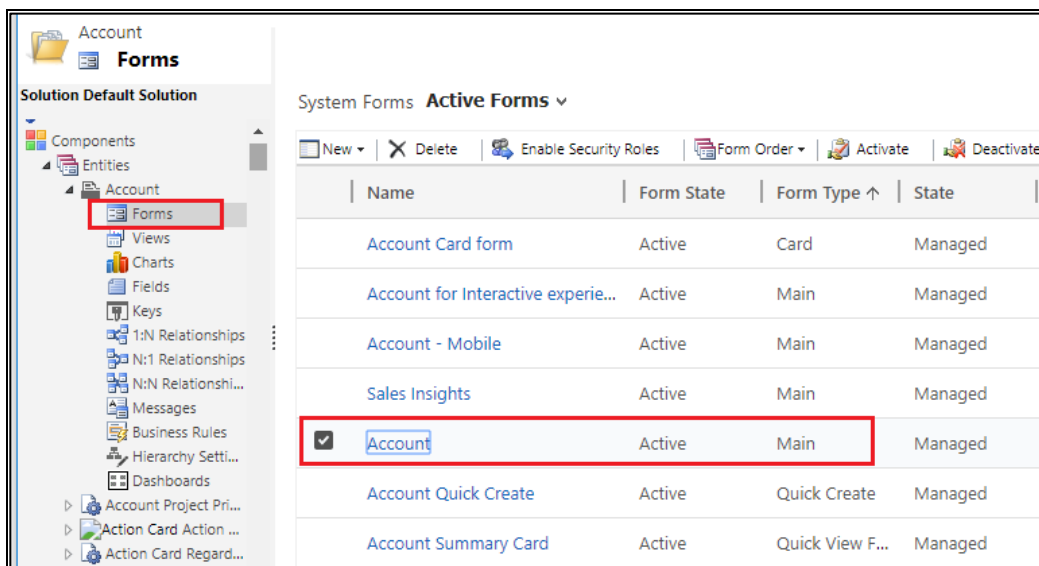 Account
Forms
Solution Default Solution
Components
Entities
Account
Forms
Views
Charts
Fields
Keys
1:N Relationships
N:1 Relationships
N:N Relationshi...
Messages
Business Rules
Hierarchy Setti...
Dashboards
Account Project Pri...
Action Card Action ...
Action Card Regard...
System Forms Active Forms
New Delete Enable Security Roles Form Order Activate Deactivate
Name Form State Form Type ↑ State
Account Card form Active Card Managed
Account for Interactive experie... Active Main Managed
Account - Mobile Active Main Managed
Sales Insights Active Main Managed
Account Active Main Managed
Account Quick Create Active Quick Create Managed
Account Summary Card Active Quick View F... Managed